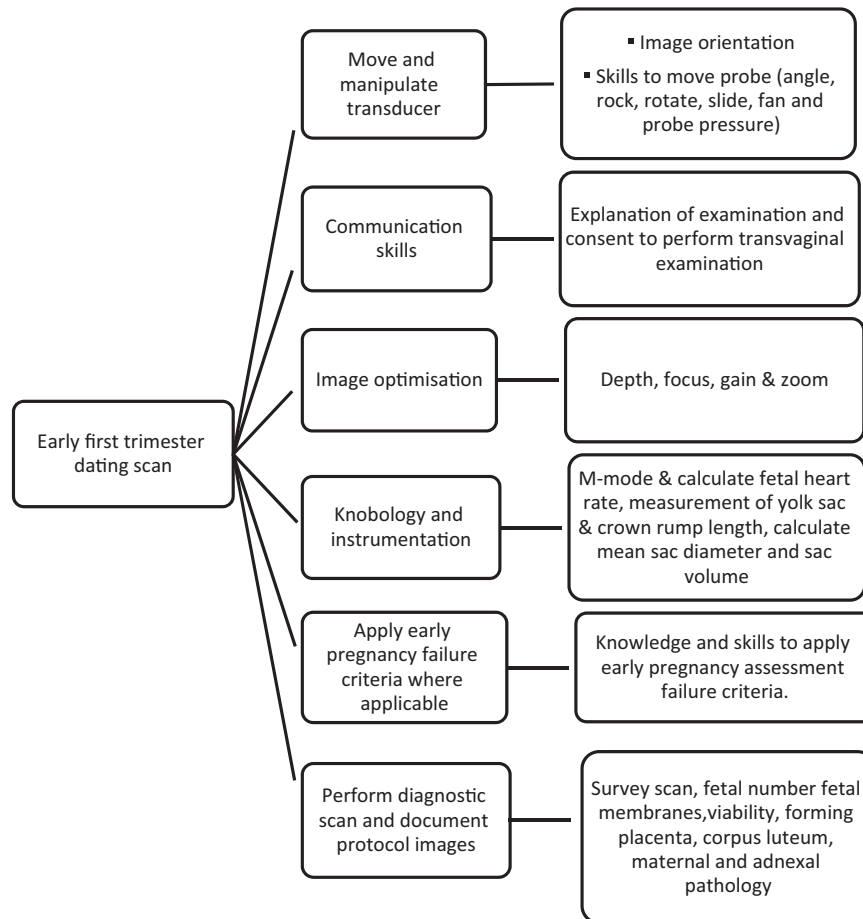 Early first trimester
dating scan
Move and
manipulate
transducer
▪ Image orientation
▪ Skills to move probe (angle,
rock, rotate, slide, fan and
probe pressure)
Communication
skills
Explanation of examination and
consent to perform transvaginal
examination
Image optimisation
Depth, focus, gain & zoom
Knobology and
instrumentation
M-mode & calculate fetal heart
rate, measurement of yolk sac
& crown rump length, calculate
mean sac diameter and sac
volume
Apply early
pregnancy failure
criteria where
applicable
Knowledge and skills to apply
early pregnancy assessment
failure criteria.
Perform diagnostic
scan and document
protocol images
Survey scan, fetal number fetal
membranes,viability, forming
placenta, corpus luteum,
maternal and adnexal
pathology